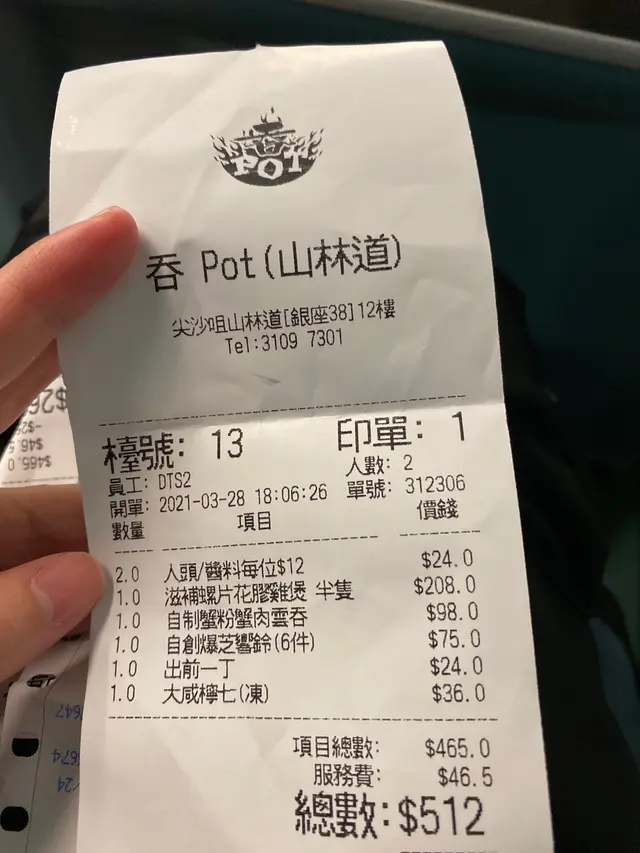 POT
吞 Pot(山林道)
尖沙咀山林道[銀座38]12樓
Tel:3109 7301
檯號: 13 印單: 1
員工: DTS2 人數: 2
開單: 2021-03-28 18:06:26 單號: 312306
數量 項目 價錢
2.0 人頭/醬料每位$12 $24.0
1.0 滋補螺片花膠雞煲 半隻 $208.0
1.0 自制蟹粉蟹肉雲吞 $98.0
1.0 自創爆芝響鈴(6件) $75.0
1.0 出前一丁 $24.0
1.0 大咸檸七(凍) $36.0
項目總數: $465.0
服務費: $46.5
總數: $512
$465.0
$46.5